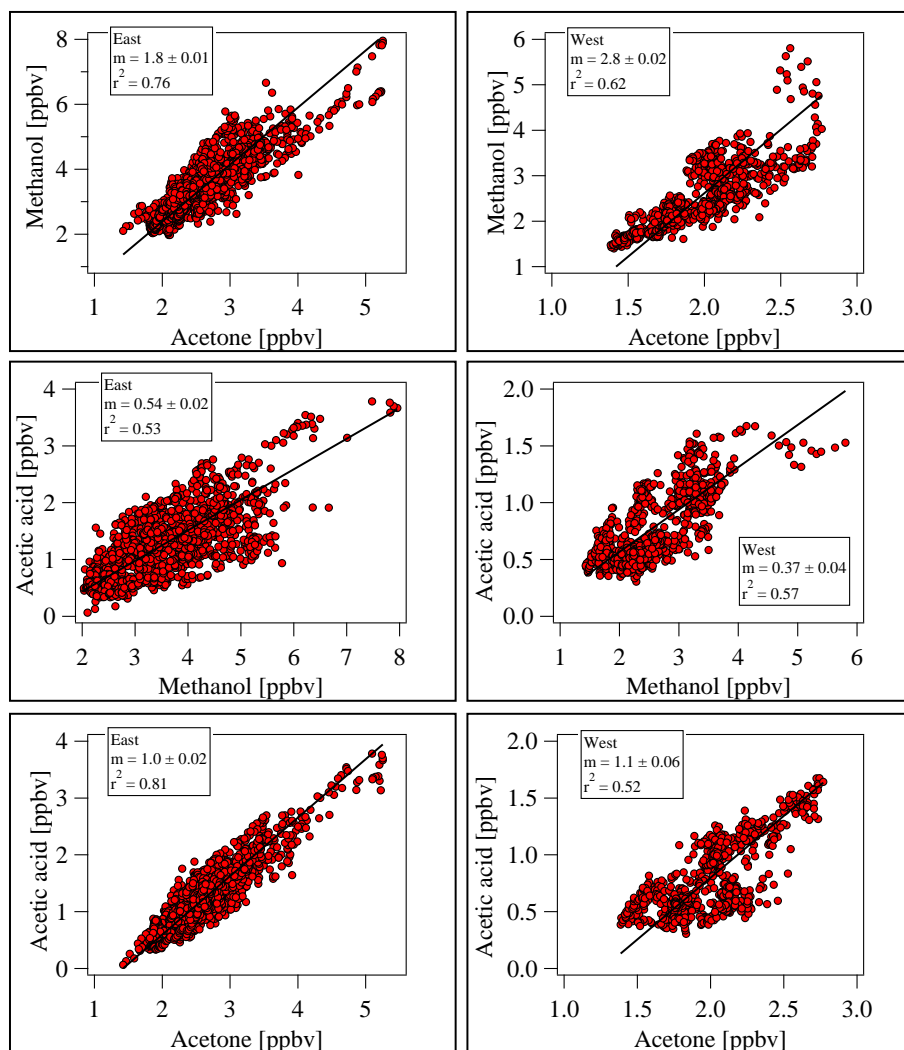 East
m = 1.8 ± 0.01
r² = 0.76
8
6
4
2
Methanol [ppbv]
1 2 3 4 5
Acetone [ppbv]
West
m = 2.8 ± 0.02
r² = 0.62
6
5
4
3
2
1
Methanol [ppbv]
1.0 1.5 2.0 2.5 3.0
Acetone [ppbv]
East
m = 0.54 ± 0.02
r² = 0.53
4
3
2
1
0
Acetic acid [ppbv]
2 3 4 5 6 7 8
Methanol [ppbv]
2.0
1.5
1.0
0.5
0.0
Acetic acid [ppbv]
West
m = 0.37 ± 0.04
r² = 0.57
1 2 3 4 5 6
Methanol [ppbv]
East
m = 1.0 ± 0.02
r² = 0.81
4
3
2
1
0
Acetic acid [ppbv]
1 2 3 4 5
Acetone [ppbv]
West
m = 1.1 ± 0.06
r² = 0.52
2.0
1.5
1.0
0.5
0.0
Acetic acid [ppbv]
1.0 1.5 2.0 2.5 3.0
Acetone [ppbv]